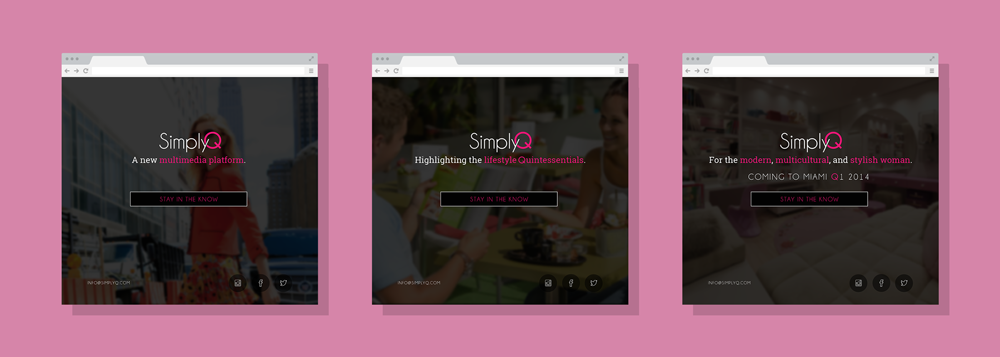 SimplyQ
A new multimedia platform.
STAY IN THE KNOW
INFO@SIMPLYQ.COM
SimplyQ
Highlighting the lifestyle Quintessentials.
STAY IN THE KNOW
INFO@SIMPLYQ.COM
SimplyQ
For the modern, multicultural, and stylish woman.
COMING TO MIAMI Q1 2014
STAY IN THE KNOW
INFO@SIMPLYQ.COM